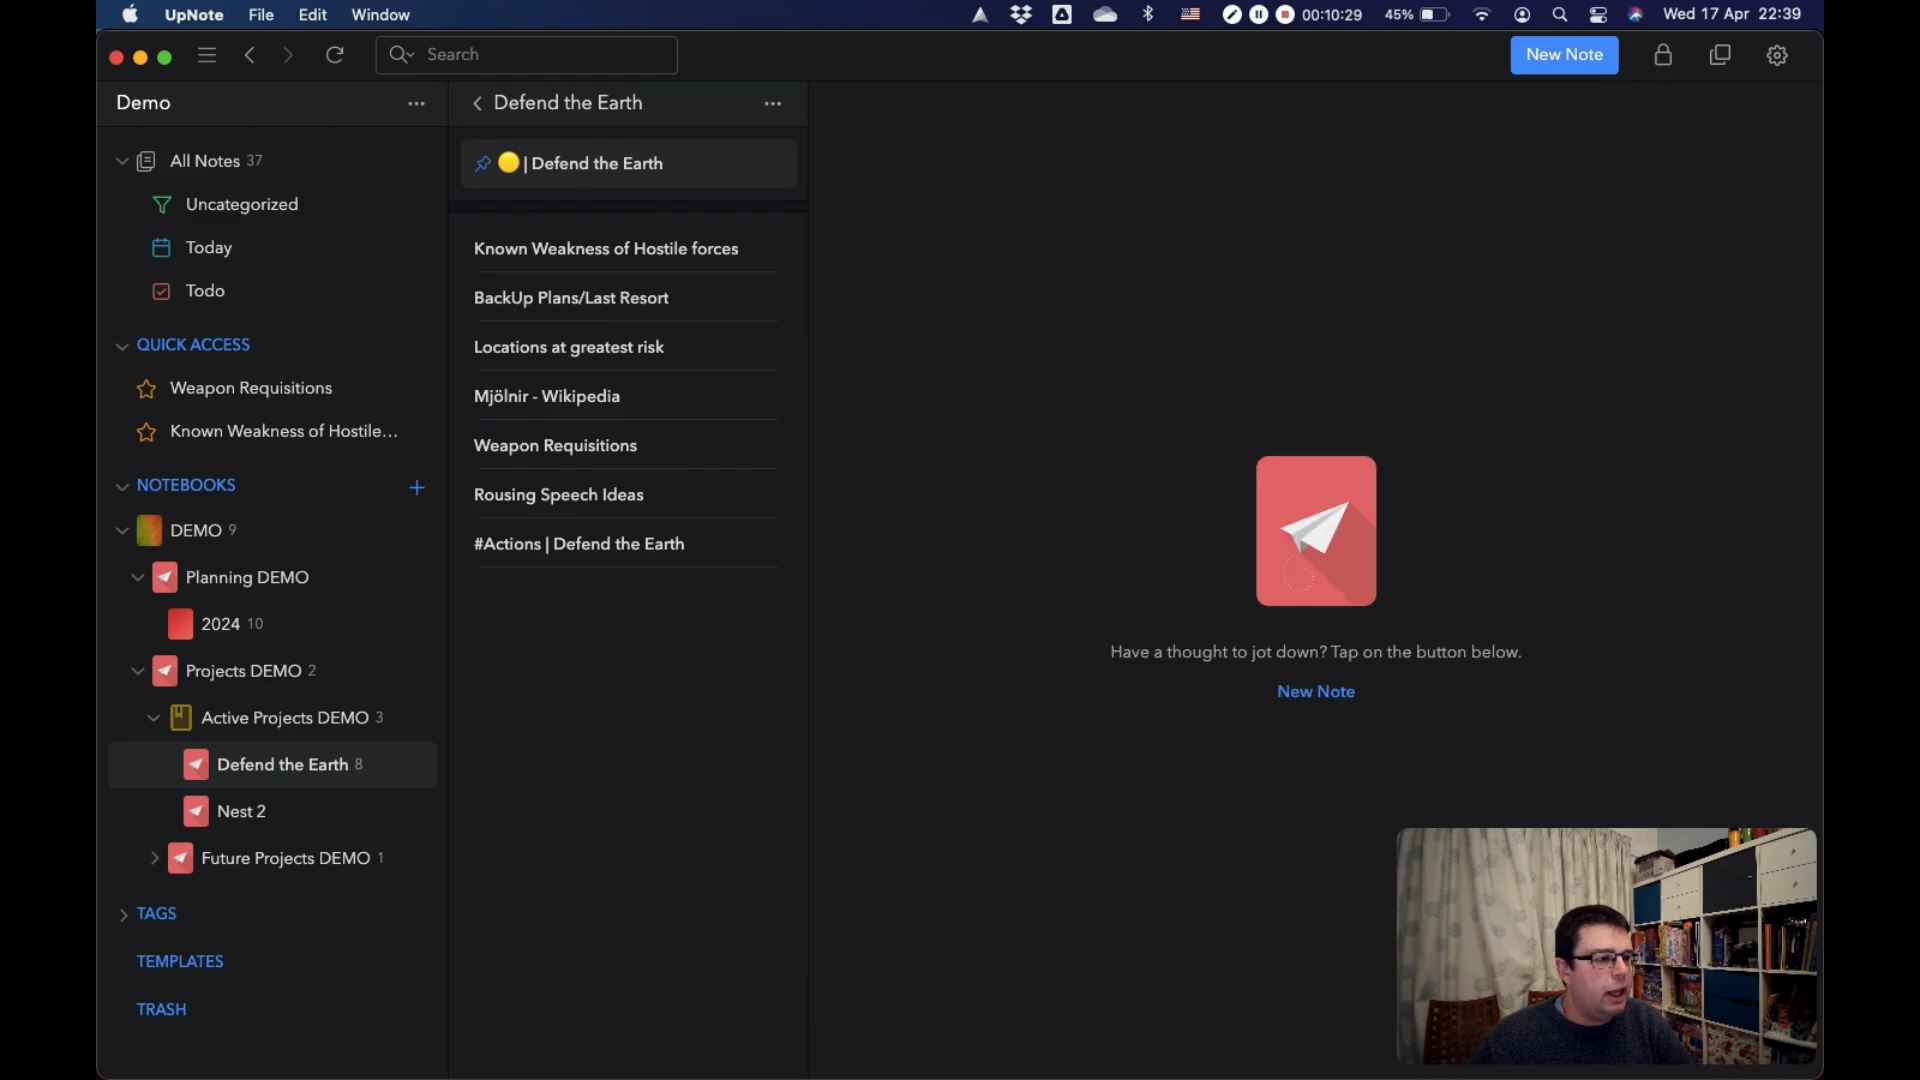 UpNote File Edit Window
00:10:29 45% Wed 17 Apr 22:39
Search
New Note
Demo
Defend the Earth
All Notes 37
Uncategorized
Today
Todo
QUICK ACCESS
Weapon Requisitions
Known Weakness of Hostile...
NOTEBOOKS
DEMO 9
Planning DEMO
2024 10
Projects DEMO 2
Active Projects DEMO 3
Defend the Earth 8
Nest 2
Future Projects DEMO 1
TAGS
TEMPLATES
TRASH
| Defend the Earth
Known Weakness of Hostile forces
BackUp Plans/Last Resort
Locations at greatest risk
Mjölnir - Wikipedia
Weapon Requisitions
Rousing Speech Ideas
#Actions | Defend the Earth
Have a thought to jot down? Tap on the button below.
New Note